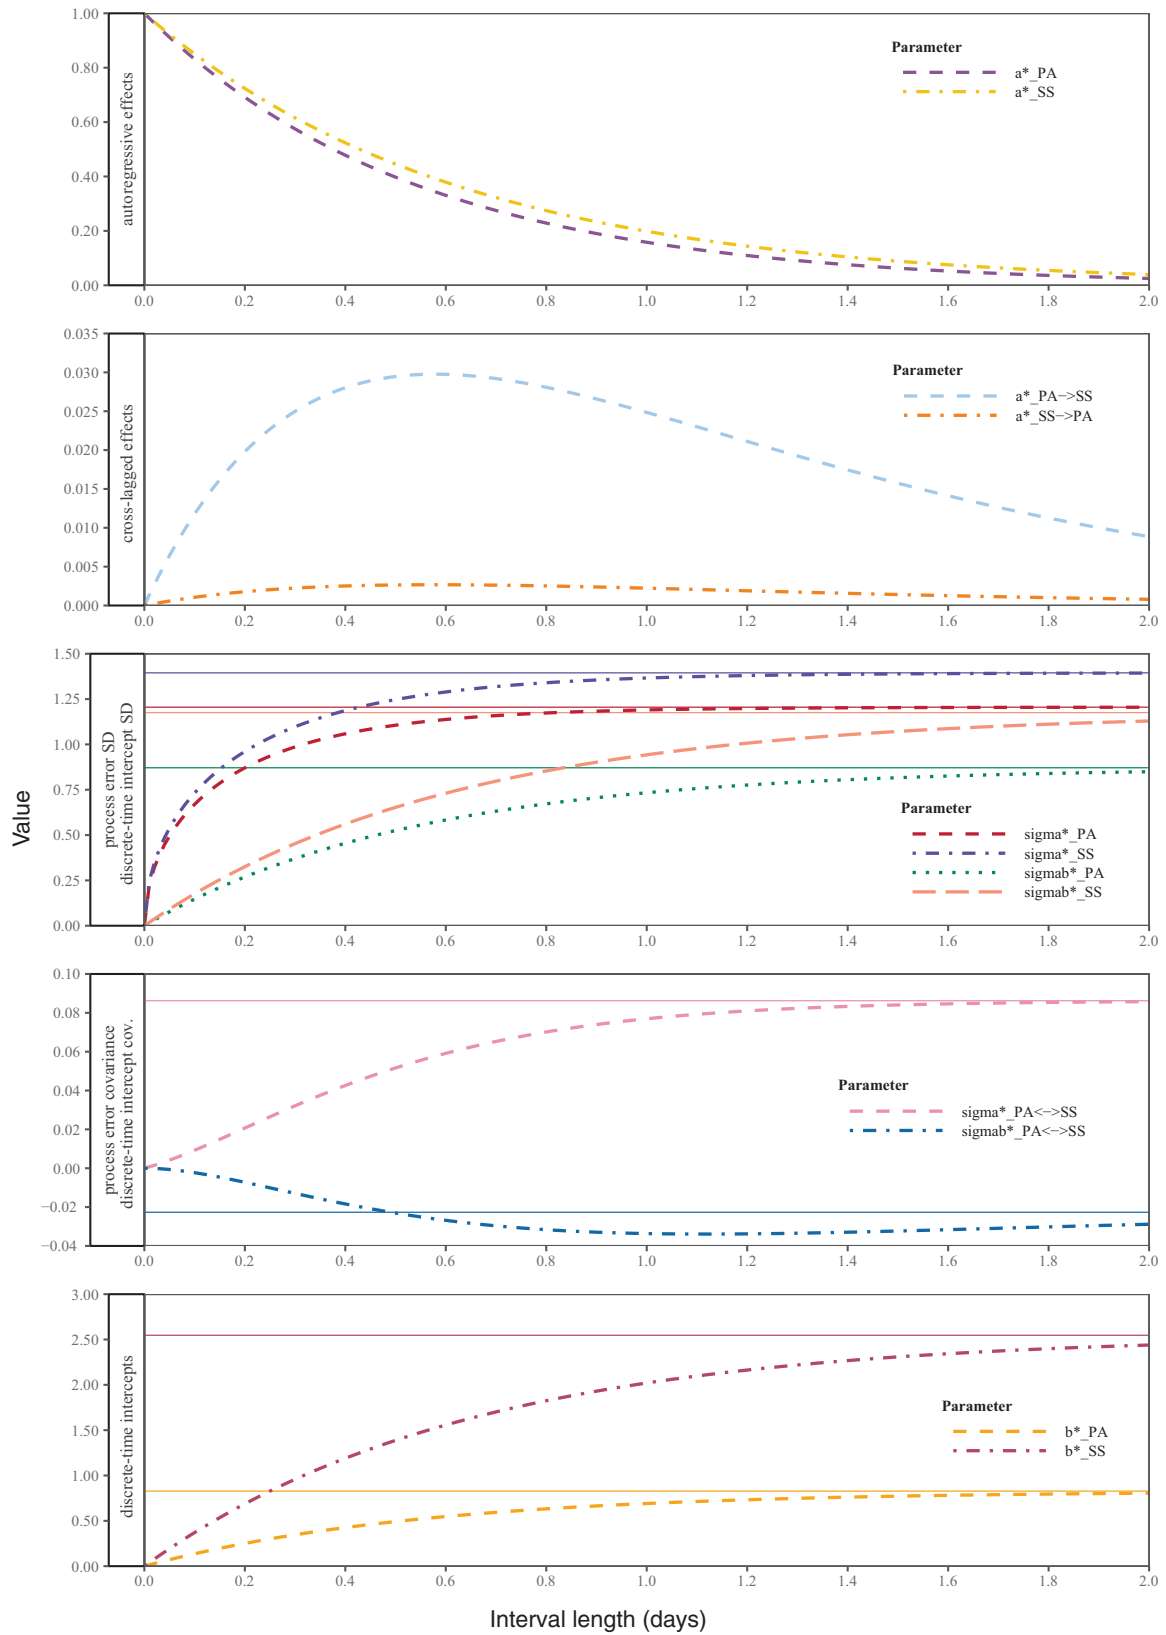 Value
autoregressive effects
1.00
0.80
0.60
0.40
0.20
0.00
0.0 0.2 0.4 0.6 0.8 1.0 1.2 1.4 1.6 1.8 2.0
Parameter
a*_PA
a*_SS
cross-lagged effects
0.035
0.030
0.025
0.020
0.015
0.010
0.005
0.000
0.0 0.2 0.4 0.6 0.8 1.0 1.2 1.4 1.6 1.8 2.0
Parameter
a*_PA−>SS
a*_SS−>PA
process error SD
discrete-time intercept SD
1.50
1.25
1.00
0.75
0.50
0.25
0.00
0.0 0.2 0.4 0.6 0.8 1.0 1.2 1.4 1.6 1.8 2.0
Parameter
sigma*_PA
sigma*_SS
sigmab*_PA
sigmab*_SS
process error covariance
discrete-time intercept cov.
0.10
0.08
0.06
0.04
0.02
0.00
−0.02
−0.04
0.0 0.2 0.4 0.6 0.8 1.0 1.2 1.4 1.6 1.8 2.0
Parameter
sigma*_PA<−>SS
sigmab*_PA<−>SS
discrete-time intercepts
3.00
2.50
2.00
1.50
1.00
0.50
0.00
0.0 0.2 0.4 0.6 0.8 1.0 1.2 1.4 1.6 1.8 2.0
Parameter
b*_PA
b*_SS
Interval length (days)